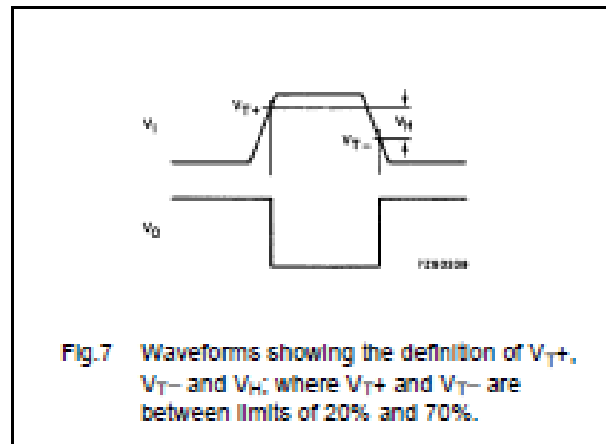 VT+
VI
VH
VT−
VO
Fig.7 Waveforms showing the definition of VT+,
VT− and VH; where VT+ and VT− are
between limits of 20% and 70%.